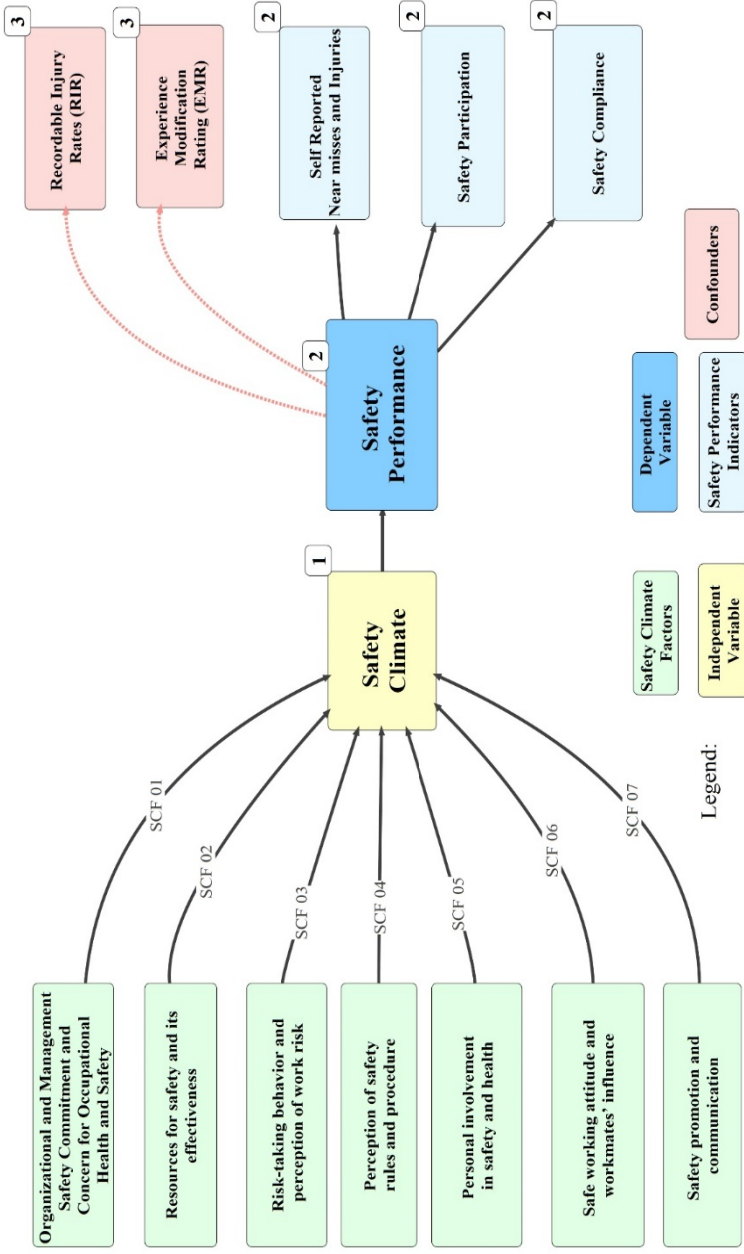 Organizational and Management
Safety Commitment and
Concern for Occupational
Health and Safety
Resources for safety and its
effectiveness
Risk-taking behavior and
perception of work risk
Perception of safety
rules and procedure
Personal involvement
in safety and health
Safe working attitude and
workmates' influence
Safety promotion and
communication
SCF 01
SCF 02
SCF 03
SCF 04
SCF 05
SCF 06
SCF 07
1
Safety
Climate
2
Safety
Performance
3
Recordable Injury
Rates (RIR)
3
Experience
Modification
Rating (EMR)
2
Self Reported
Near misses and Injuries
2
Safety Participation
2
Safety Compliance
Legend:
Safety Climate
Factors
Dependent
Variable
Independent
Variable
Safety Performance
Indicators
Confounders